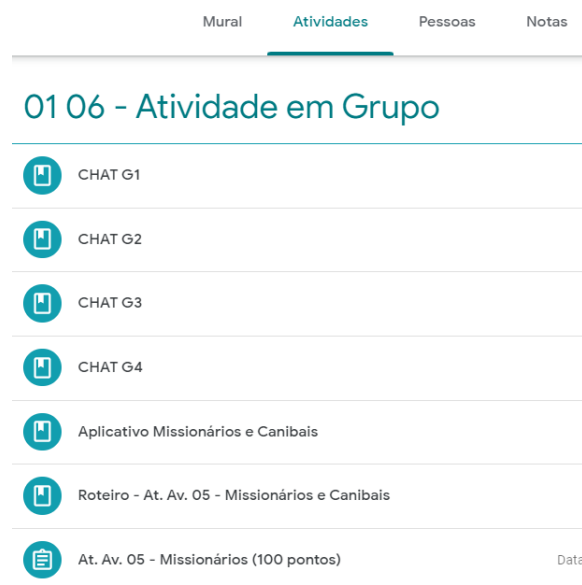 Mural Atividades Pessoas Notas
01 06 - Atividade em Grupo
CHAT G1
CHAT G2
CHAT G3
CHAT G4
Aplicativo Missionários e Canibais
Roteiro - At. Av. 05 - Missionários e Canibais
At. Av. 05 - Missionários (100 pontos) Data